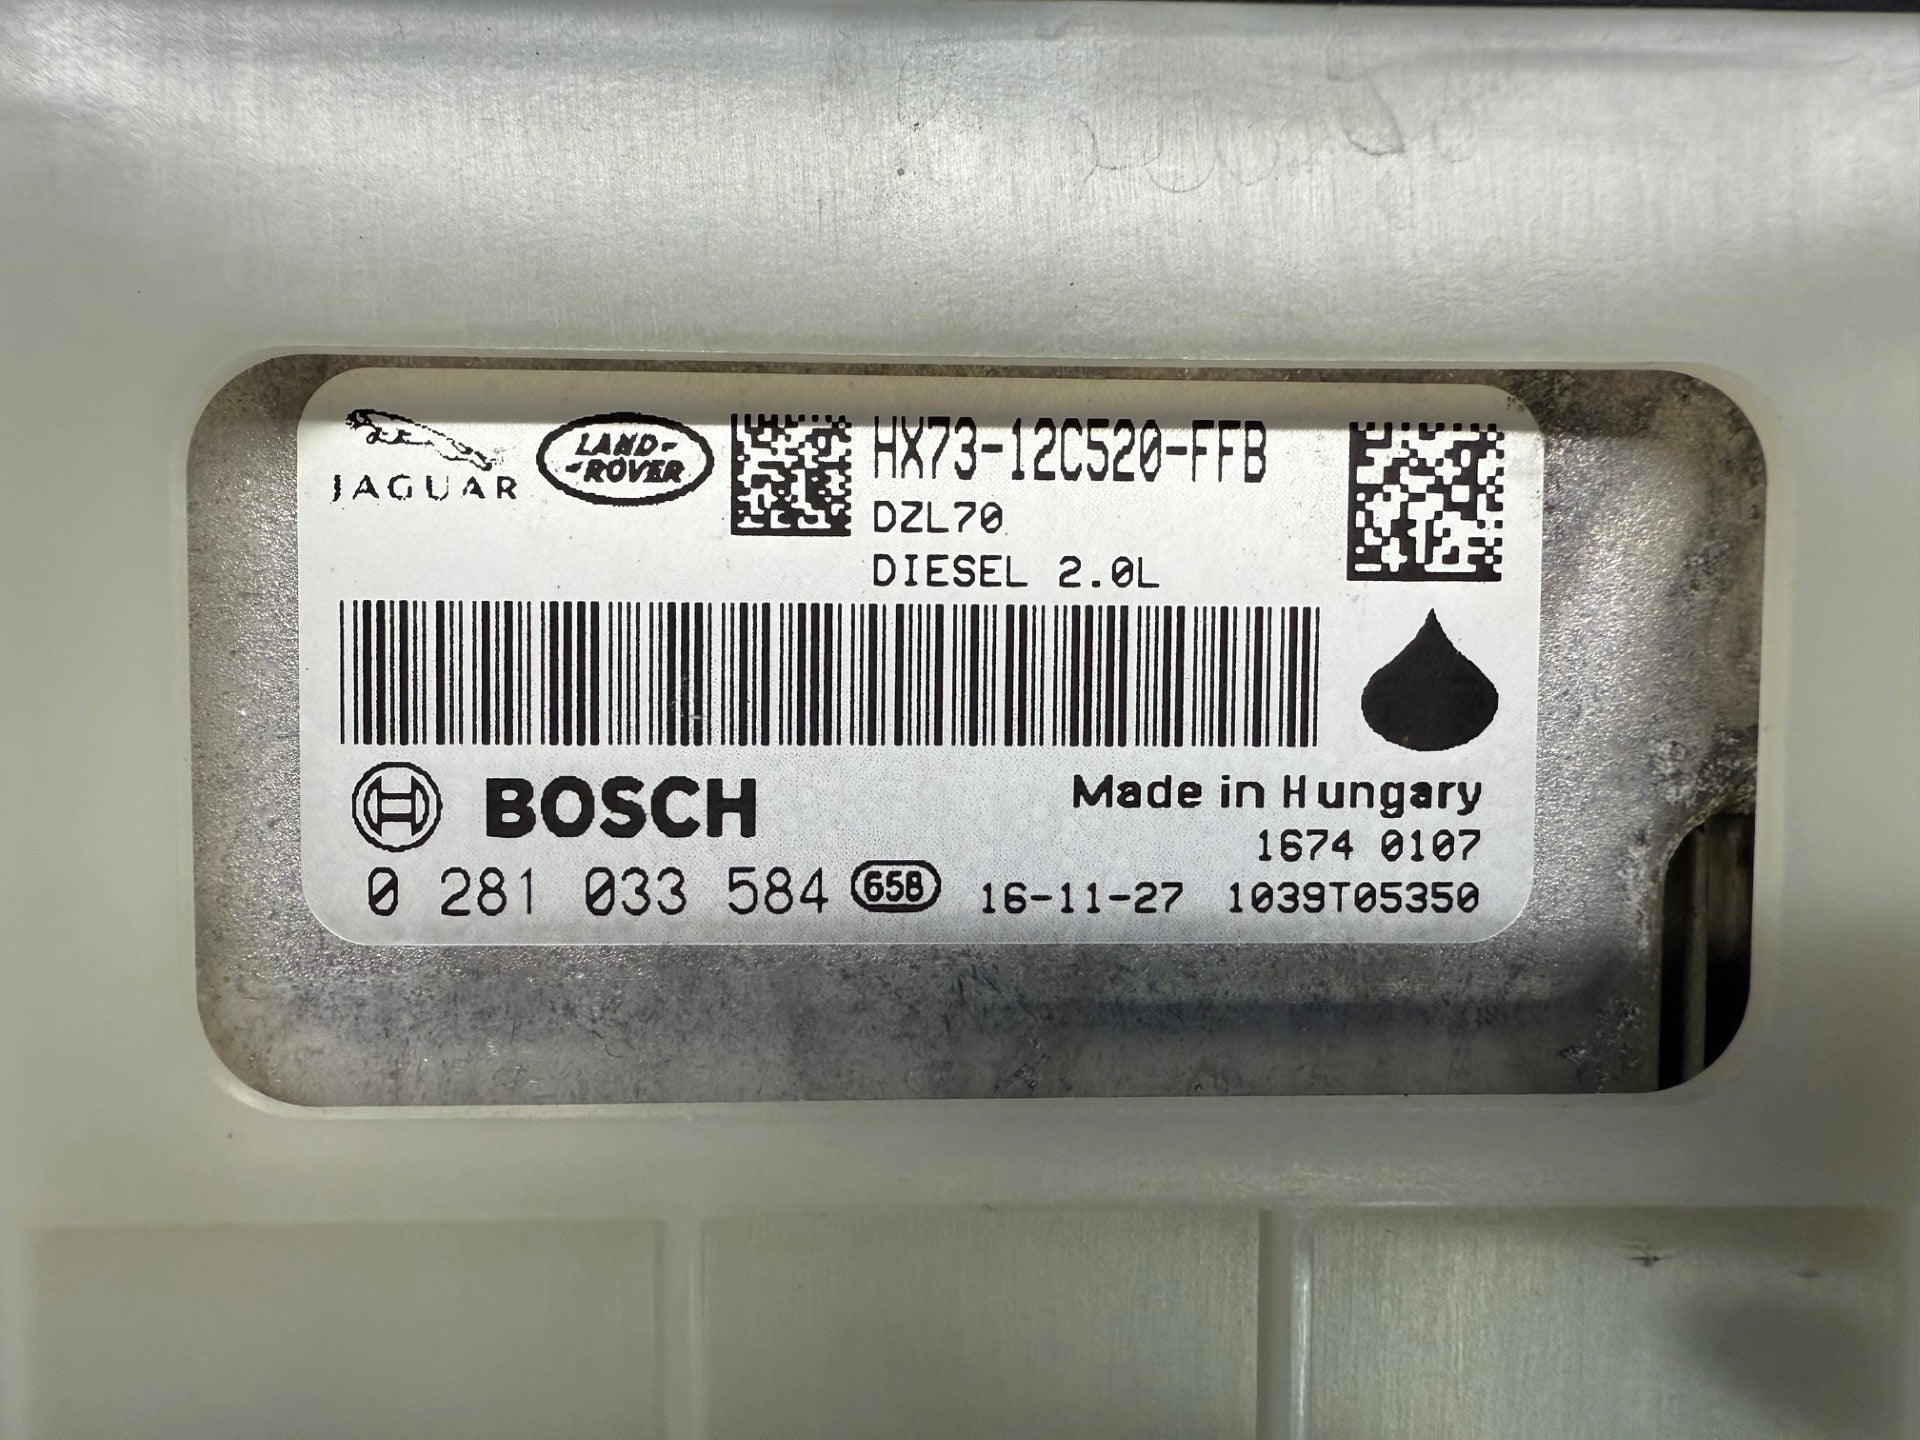 JAGUAR
LAND-
-ROVER
HX73-12C520-FFB
DZL70
DIESEL 2.0L
BOSCH
Made in Hungary
1674 0107
0 281 033 584 65B 16-11-27 1039T05350